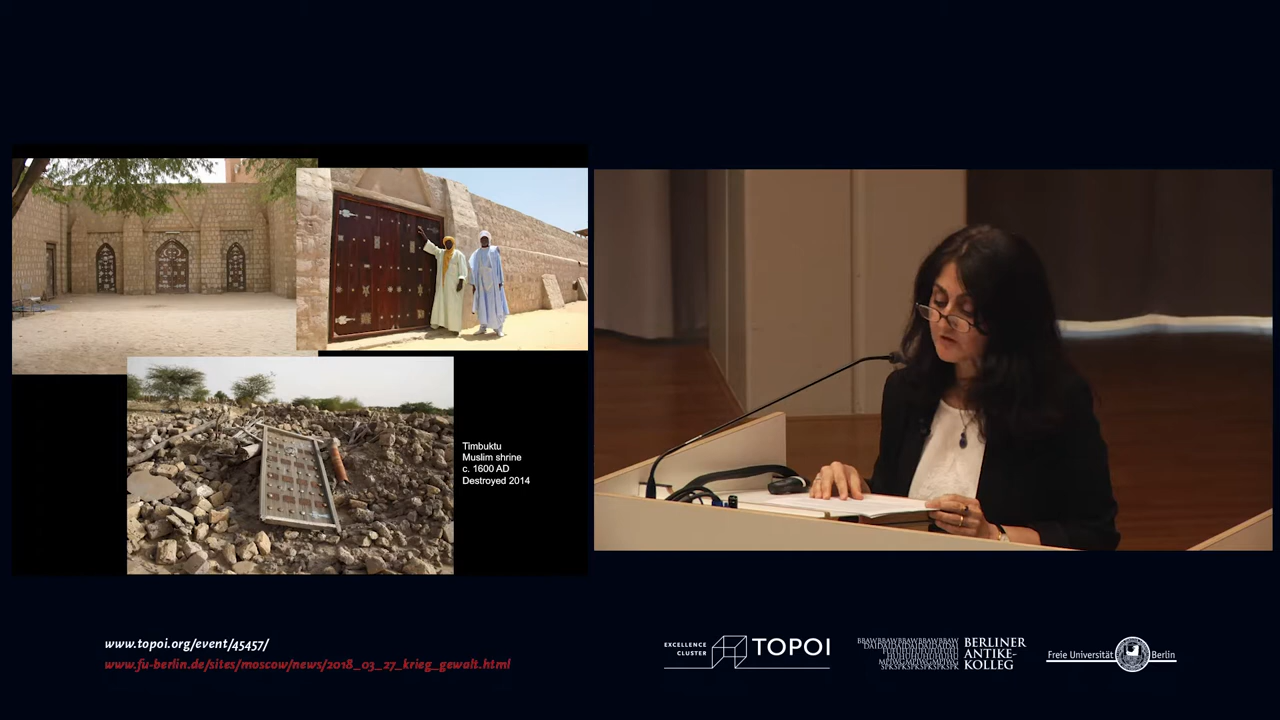 Timbuktu
Muslim shrine
c. 1600 AD
Destroyed 2014
www.topoi.org/event/45457/
www.fu-berlin.de/sites/moscow/news/2018_03_27_krieg_gewalt.html
EXCELLENCE
CLUSTER
TOPOI
BERLINER
ANTIKE-
KOLLEG
Freie Universität
Berlin